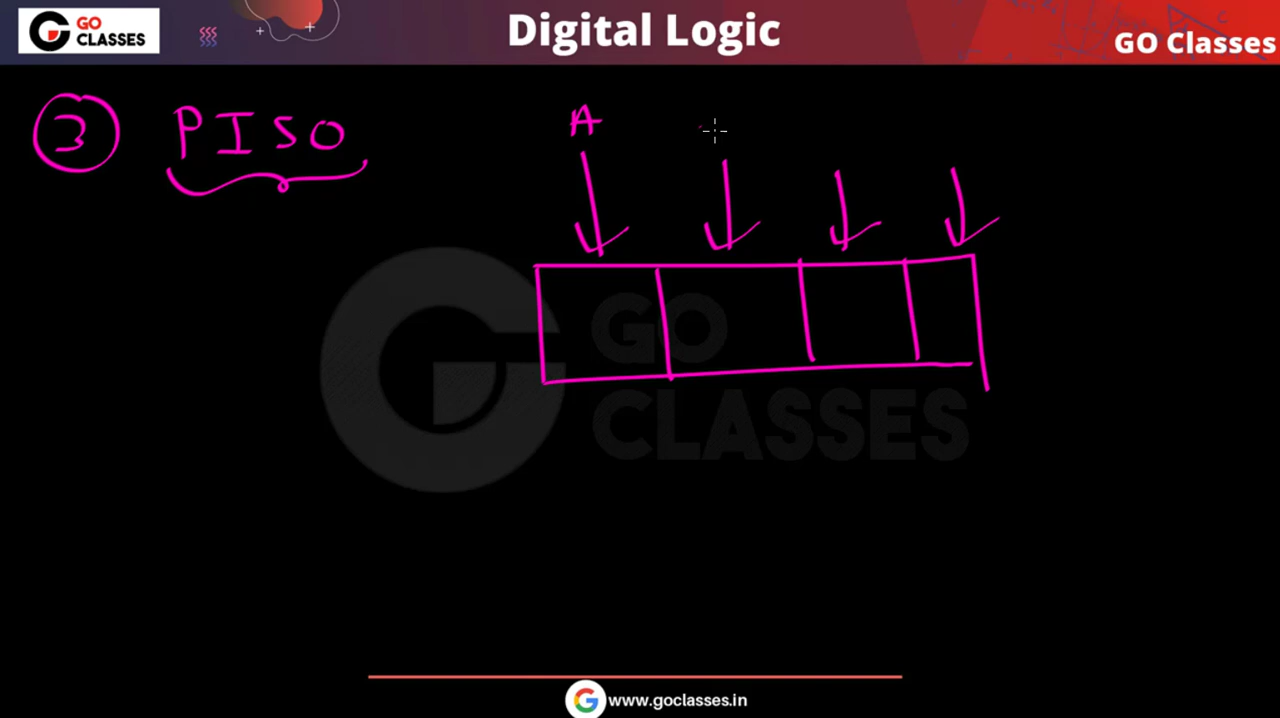 GO
CLASSES
Digital Logic
GO Classes
3 PISO
A
GO
CLASSES
www.goclasses.in